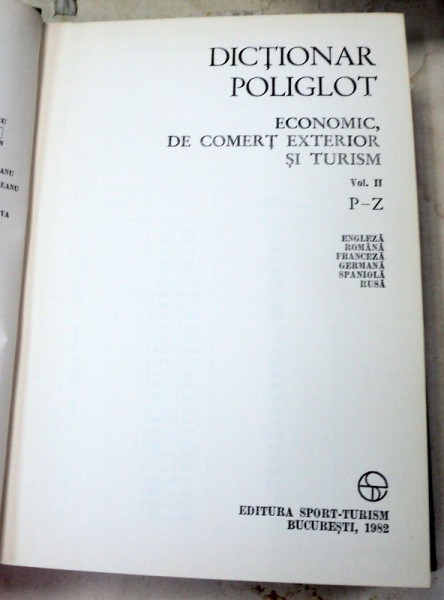 DICȚIONAR
POLIGLOT
ECONOMIC,
DE COMERȚ EXTERIOR
ȘI TURISM
Vol. II
P–Z
ENGLEZĂ
ROMÂNĂ
FRANCEZĂ
GERMANĂ
SPANIOLĂ
RUSĂ
EDITURA SPORT-TURISM
BUCUREȘTI, 1982